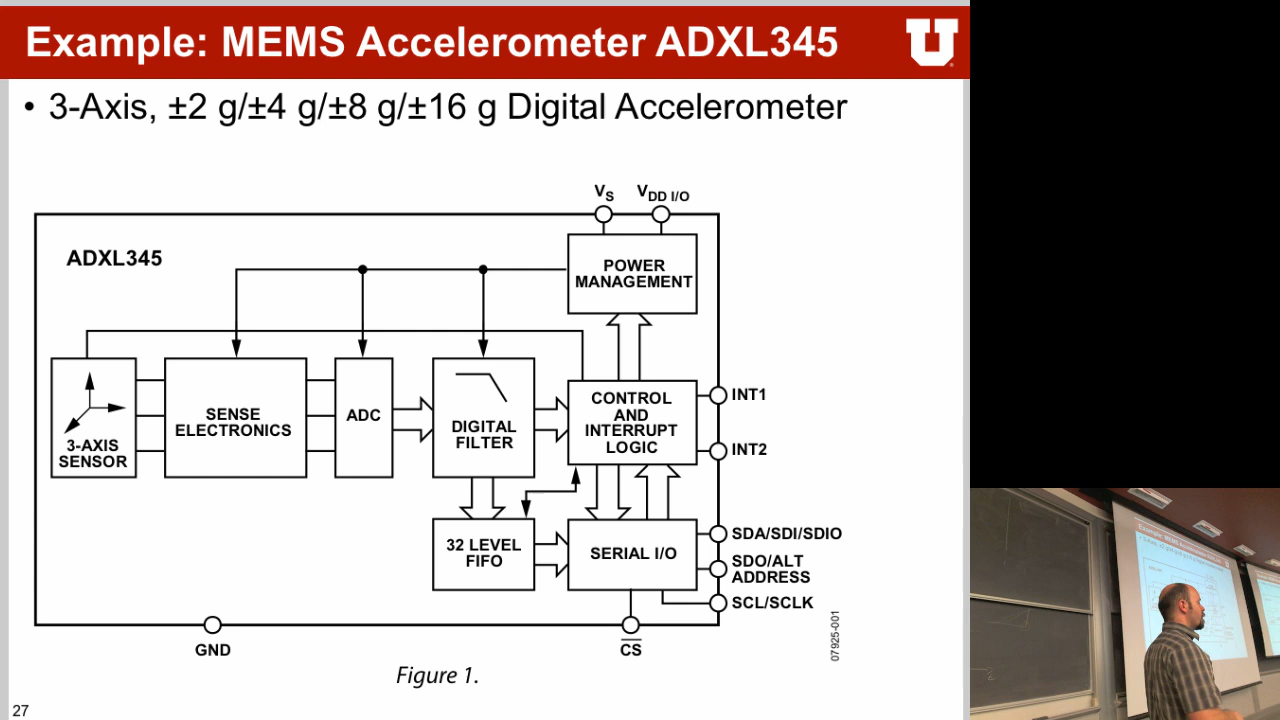 Example: MEMS Accelerometer ADXL345
U
• 3-Axis, ±2 g/±4 g/±8 g/±16 g Digital Accelerometer
VS VDD I/O
ADXL345
POWER
MANAGEMENT
3-AXIS
SENSOR
SENSE
ELECTRONICS
ADC
DIGITAL
FILTER
CONTROL
AND
INTERRUPT
LOGIC
INT1
INT2
32 LEVEL
FIFO
SERIAL I/O
SDA/SDI/SDIO
SDO/ALT
ADDRESS
SCL/SCLK
GND
CS
07925-001
Figure 1.
27